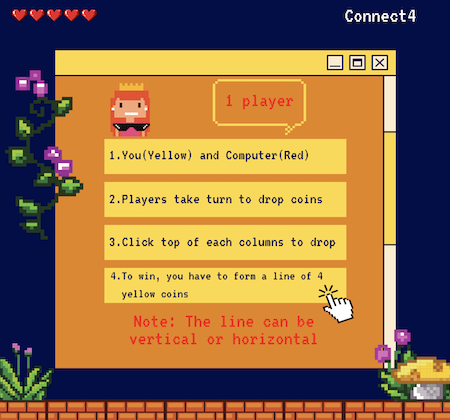 Connect4
1 player
1.You(Yellow) and Computer(Red)
2.Players take turn to drop coins
3.Click top of each columns to drop
4.To win, you have to form a line of 4
yellow coins
Note: The line can be
vertical or horizontal